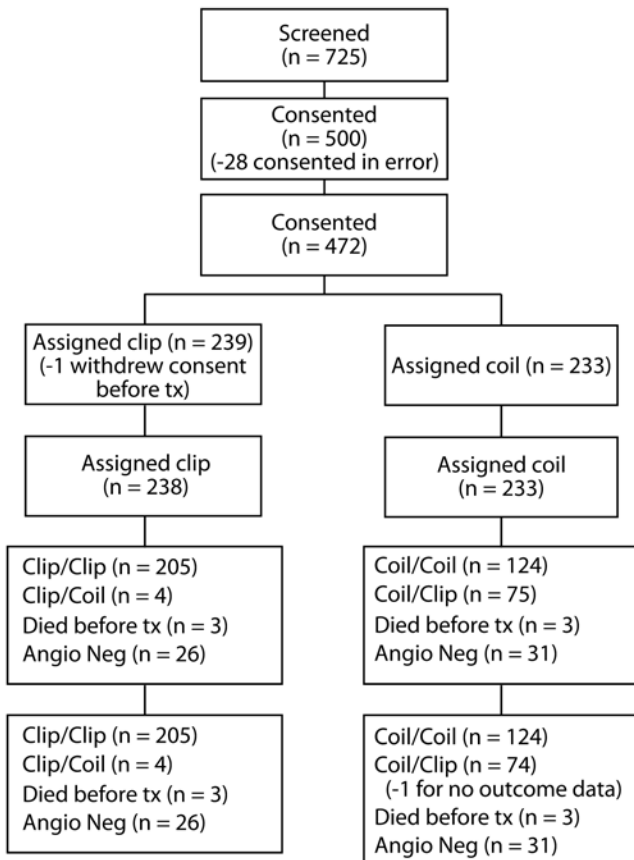 Screened
(n = 725)
Consented
(n = 500)
(-28 consented in error)
Consented
(n = 472)
Assigned clip (n = 239)
(-1 withdrew consent
before tx)
Assigned coil (n = 233)
Assigned clip
(n = 238)
Assigned coil
(n = 233)
Clip/Clip (n = 205)
Clip/Coil (n = 4)
Died before tx (n = 3)
Angio Neg (n = 26)
Coil/Coil (n = 124)
Coil/Clip (n = 75)
Died before tx (n = 3)
Angio Neg (n = 31)
Clip/Clip (n = 205)
Clip/Coil (n = 4)
Died before tx (n = 3)
Angio Neg (n = 26)
Coil/Coil (n = 124)
Coil/Clip (n = 74)
(-1 for no outcome data)
Died before tx (n = 3)
Angio Neg (n = 31)